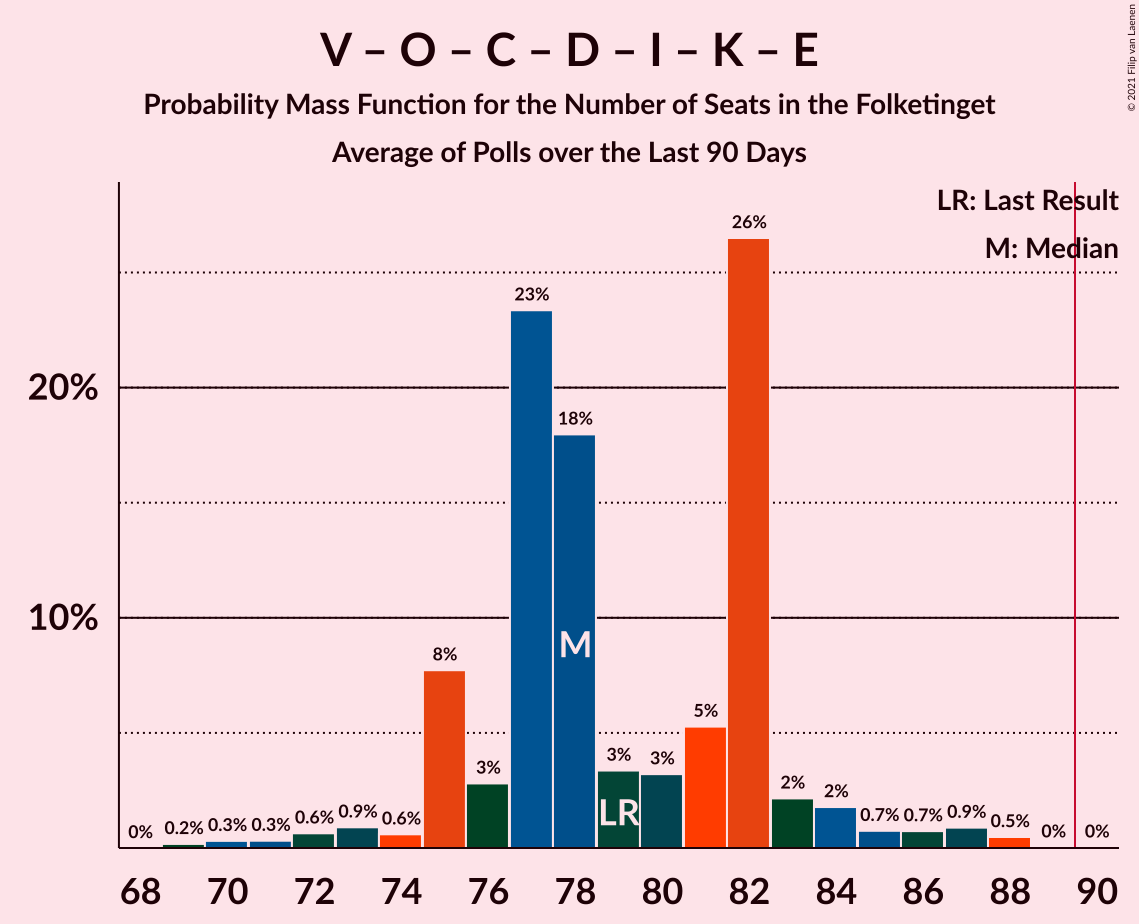 V – O – C – D – I – K – E
Probability Mass Function for the Number of Seats in the Folketinget
Average of Polls over the Last 90 Days
© 2021 Filip van Laenen
LR: Last Result
M: Median
26%
23%
20%
18%
10%
M
8%
5%
3%
3%
3%
LR
2%
2%
0%
0.2%
0.3%
0.3%
0.6%
0.9%
0.6%
0.7%
0.7%
0.9%
0.5%
0%
0%
68 70 72 74 76 78 80 82 84 86 88 90